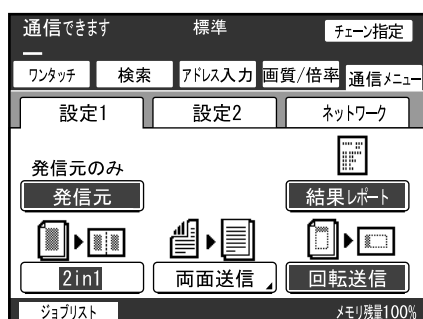 通信できます 標準 チェーン指定
ワンタッチ 検索 アドレス入力 画質/倍率 通信メニュー
設定1 設定2 ネットワーク
発信元のみ
発信元 結果レポート
2in1 両面送信 回転送信
ジョブリスト メモリ残量100%